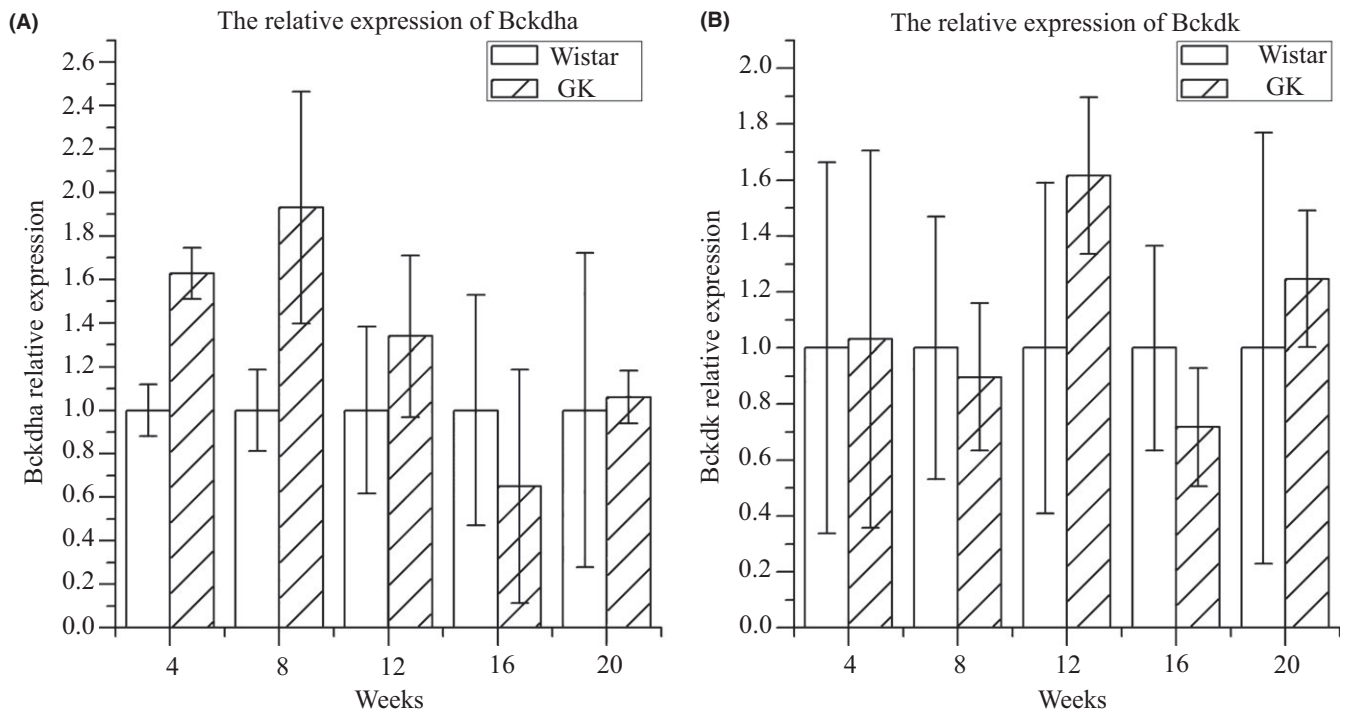 (A)
The relative expression of Bckdha
Wistar
GK
Bckdha relative expression
2.6
2.4
2.2
2.0
1.8
1.6
1.4
1.2
1.0
0.8
0.6
0.4
0.2
0.0
4 8 12 16 20
Weeks
(B)
The relative expression of Bckdk
Wistar
GK
Bckdk relative expression
2.0
1.8
1.6
1.4
1.2
1.0
0.8
0.6
0.4
0.2
0.0
4 8 12 16 20
Weeks